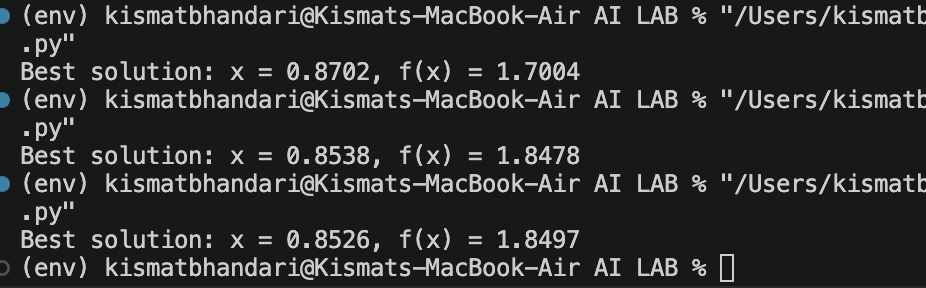 (env) kismatbhandari@Kismats-MacBook-Air AI LAB % "/Users/kismatb
.py"
Best solution: x = 0.8702, f(x) = 1.7004
(env) kismatbhandari@Kismats-MacBook-Air AI LAB % "/Users/kismatb
.py"
Best solution: x = 0.8538, f(x) = 1.8478
(env) kismatbhandari@Kismats-MacBook-Air AI LAB % "/Users/kismatb
.py"
Best solution: x = 0.8526, f(x) = 1.8497
(env) kismatbhandari@Kismats-MacBook-Air AI LAB %